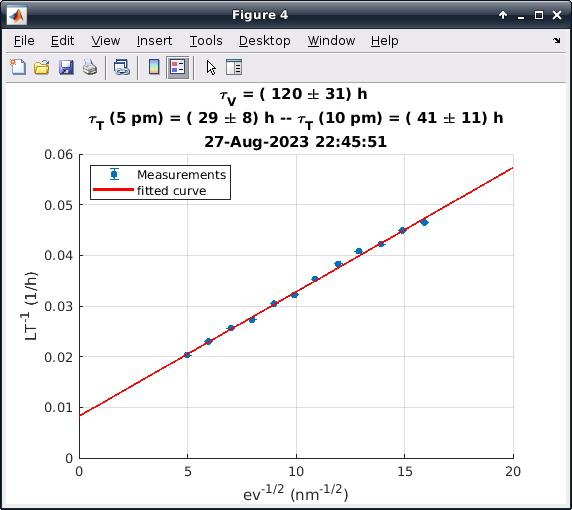 Figure 4
File Edit View Insert Tools Desktop Window Help
τV = ( 120 ± 31) h
τT (5 pm) = ( 29 ± 8) h -- τT (10 pm) = ( 41 ± 11) h
27-Aug-2023 22:45:51
Measurements
fitted curve
0.06
0.05
0.04
0.03
0.02
0.01
0
LT-1 (1/h)
0 5 10 15 20
ev-1/2 (nm-1/2)